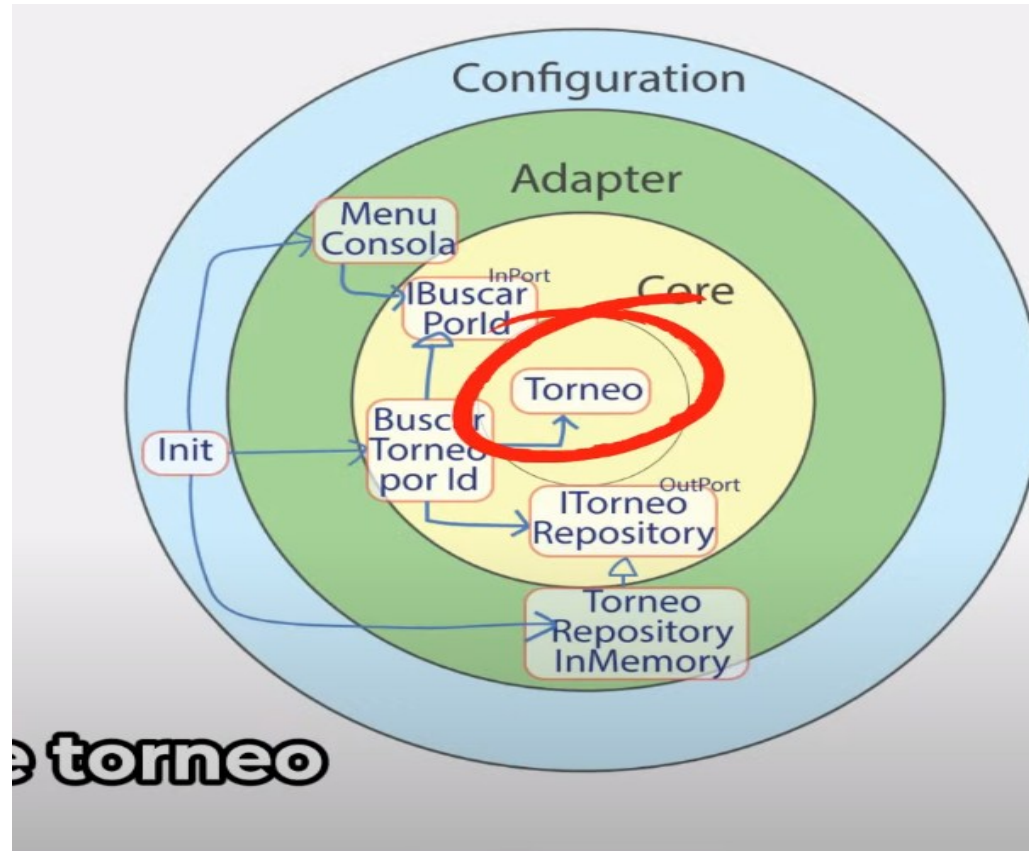 Configuration
Adapter
Menu
Consola
InPort
Core
IBuscar
PorId
Torneo
Buscar
Torneo
por Id
Init
OutPort
ITorneo
Repository
Torneo
Repository
InMemory
e torneo